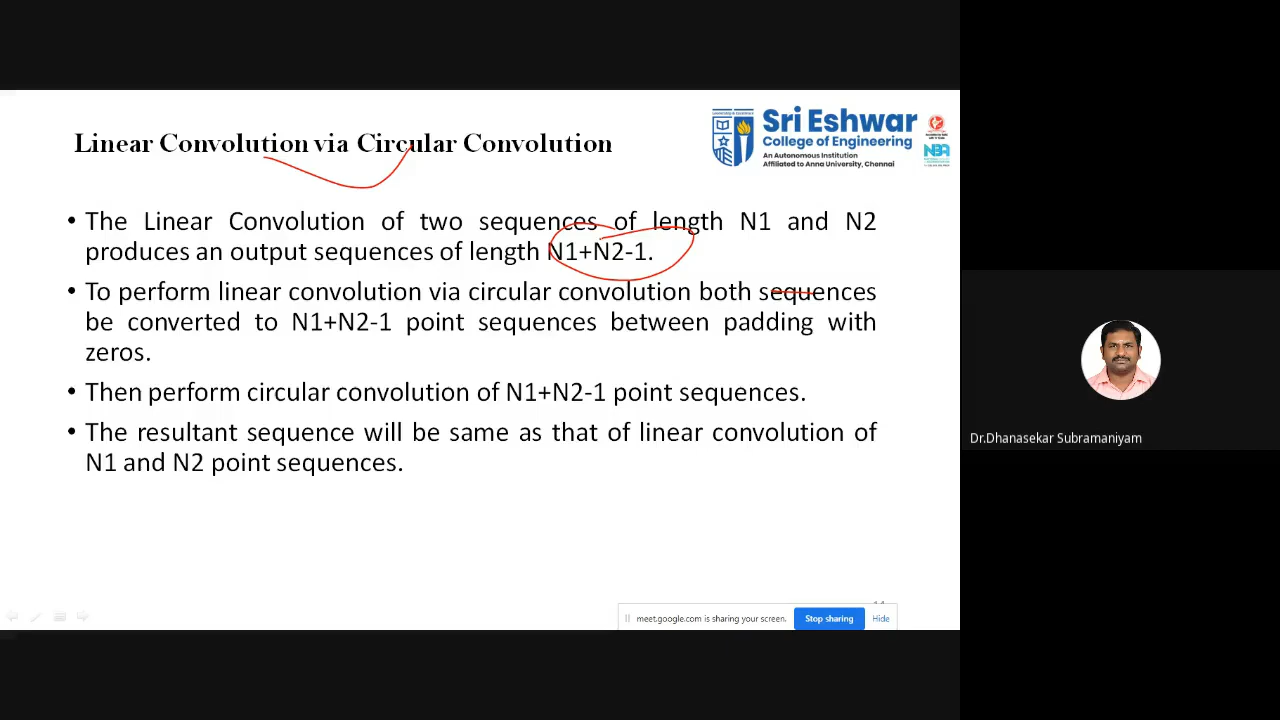 Linear Convolution via Circular Convolution
Sri Eshwar
College of Engineering
An Autonomous Institution
Affiliated to Anna University, Chennai
NBA
• The Linear Convolution of two sequences of length N1 and N2
produces an output sequences of length N1+N2-1.
• To perform linear convolution via circular convolution both sequences
be converted to N1+N2-1 point sequences between padding with
zeros.
• Then perform circular convolution of N1+N2-1 point sequences.
• The resultant sequence will be same as that of linear convolution of
N1 and N2 point sequences.
Dr.Dhanasekar Subramaniyam
meet.google.com is sharing your screen. Stop sharing Hide